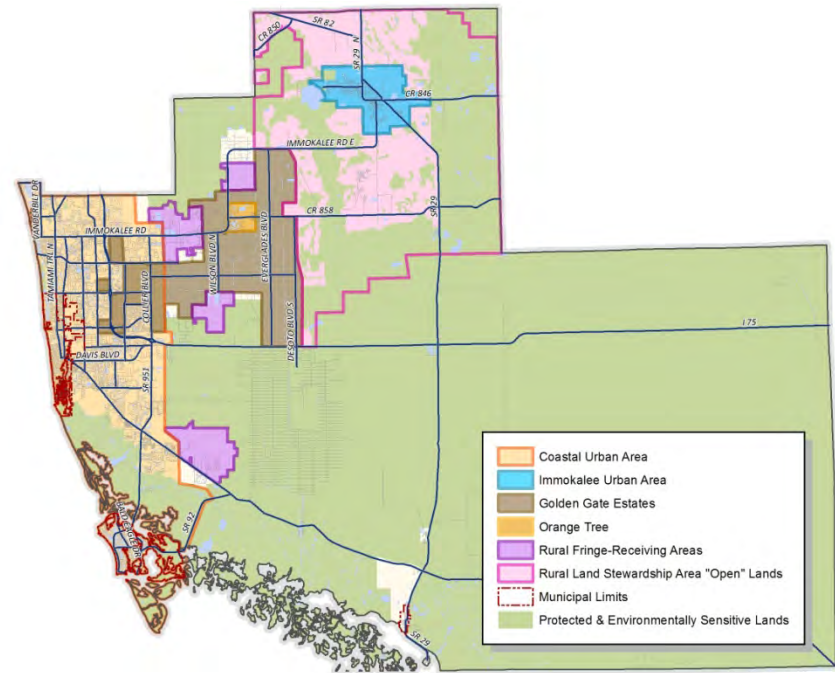 CR 850
SR 82
SR 29 N
CR 846
IMMOKALEE RD E
CR 858
SR 29
VANDERBILT DR
TAMIAMI TRL N
IMMOKALEE RD
COLLIER BLVD
WILSON BLVD N
EVERGLADES BLVD
DESOTO BLVD S
I 75
DAVIS BLVD
SR 951
SR 92
BALD EAGLE DR
SR 29
Coastal Urban Area
Immokalee Urban Area
Golden Gate Estates
Orange Tree
Rural Fringe-Receiving Areas
Rural Land Stewardship Area "Open" Lands
Municipal Limits
Protected & Environmentally Sensitive Lands